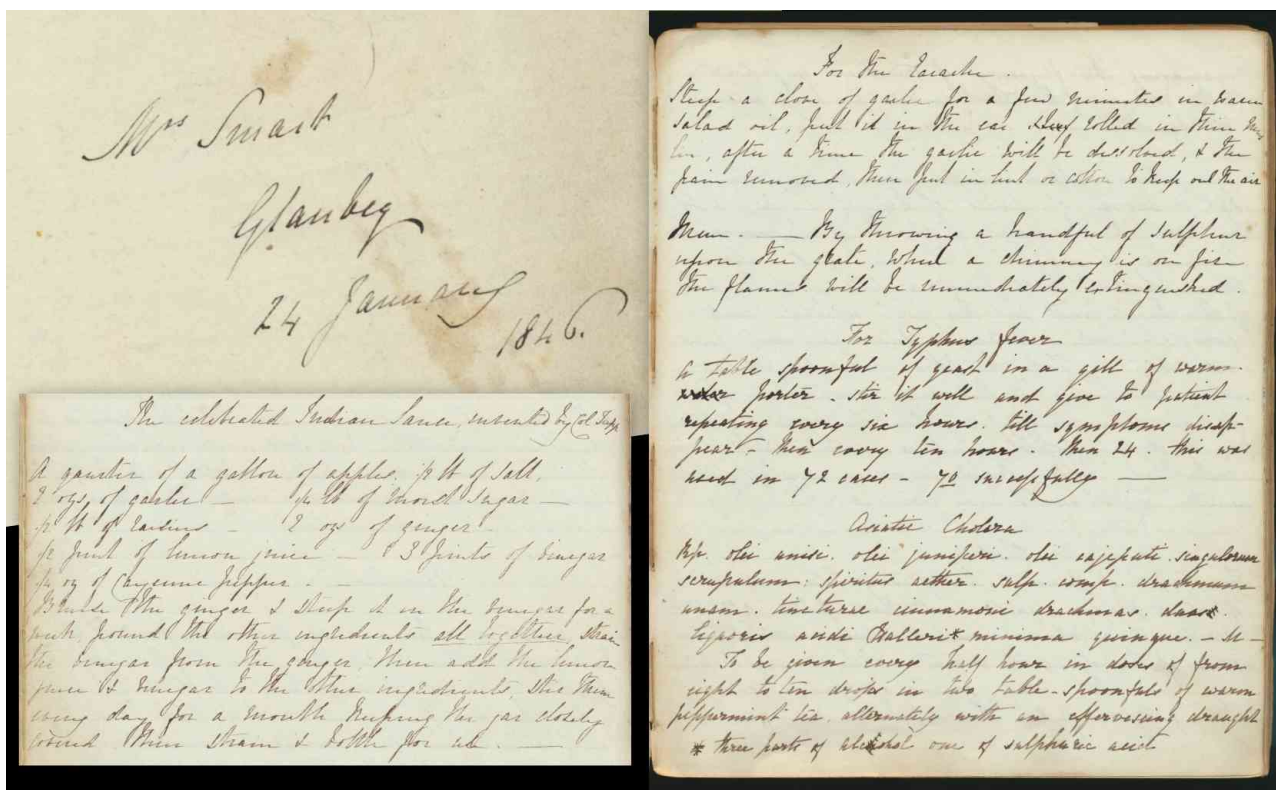 Mrs Smart
Glanbeg
24 January
1846.
The celebrated Indian Sauce, invented by Col
A quarter of a gallon of apples. 1/2 lb of salt,
2 ozs, of garlic — 1/4 lb of moist sugar —
1/2 lb of raisins — 2 ozs of ginger —
1/2 pint of lemon juice — 3 pints of vinegar
1/4 oz of Cayenne pepper. —
Bruise the ginger & steep it in the vinegar for a
week, pound the other ingredients all together, strain
the vinegar from the ginger, then add the lemon
juice & vinegar to the other ingredients, stir them
every day for a month keeping the jar closely
covered then strain & bottle for use. —
For the Earache.
Steep a clove of garlic for a few minutes in warm
salad oil, put it in the ear rolled in thin mus
lin, after a time the garlic will be dissolved, & the
pain removed, then put in lint or cotton to keep out the air
Mem. — By throwing a handful of sulphur
upon the grate, when a chimney is on fire
the flames will be immediately extinguished.
For Typhus fever
A table spoonful of yeast in a gill of warm
water porter. stir it well and give to patient
repeating every six hours. till symptoms disap-
pear - then every ten hours. then 24. this was
used in 72 cases - 70 successfully —
Asiatic Cholera
Rp. olei anisi. olei juniperi. olei cajeputi. singulorum
scrupulum: spiritus aether. sulp. comp. drachmam
unam. tincturae cinnamoni drachmas. duas.
liquoris acidi Halleri* minima quinque. - M -
To be given every half hour in doses of from
eight to ten drops in two table-spoonfuls of warm
peppermint tea. alternately with an effervescing draught
* three parts of alcohol one of sulphuric acid